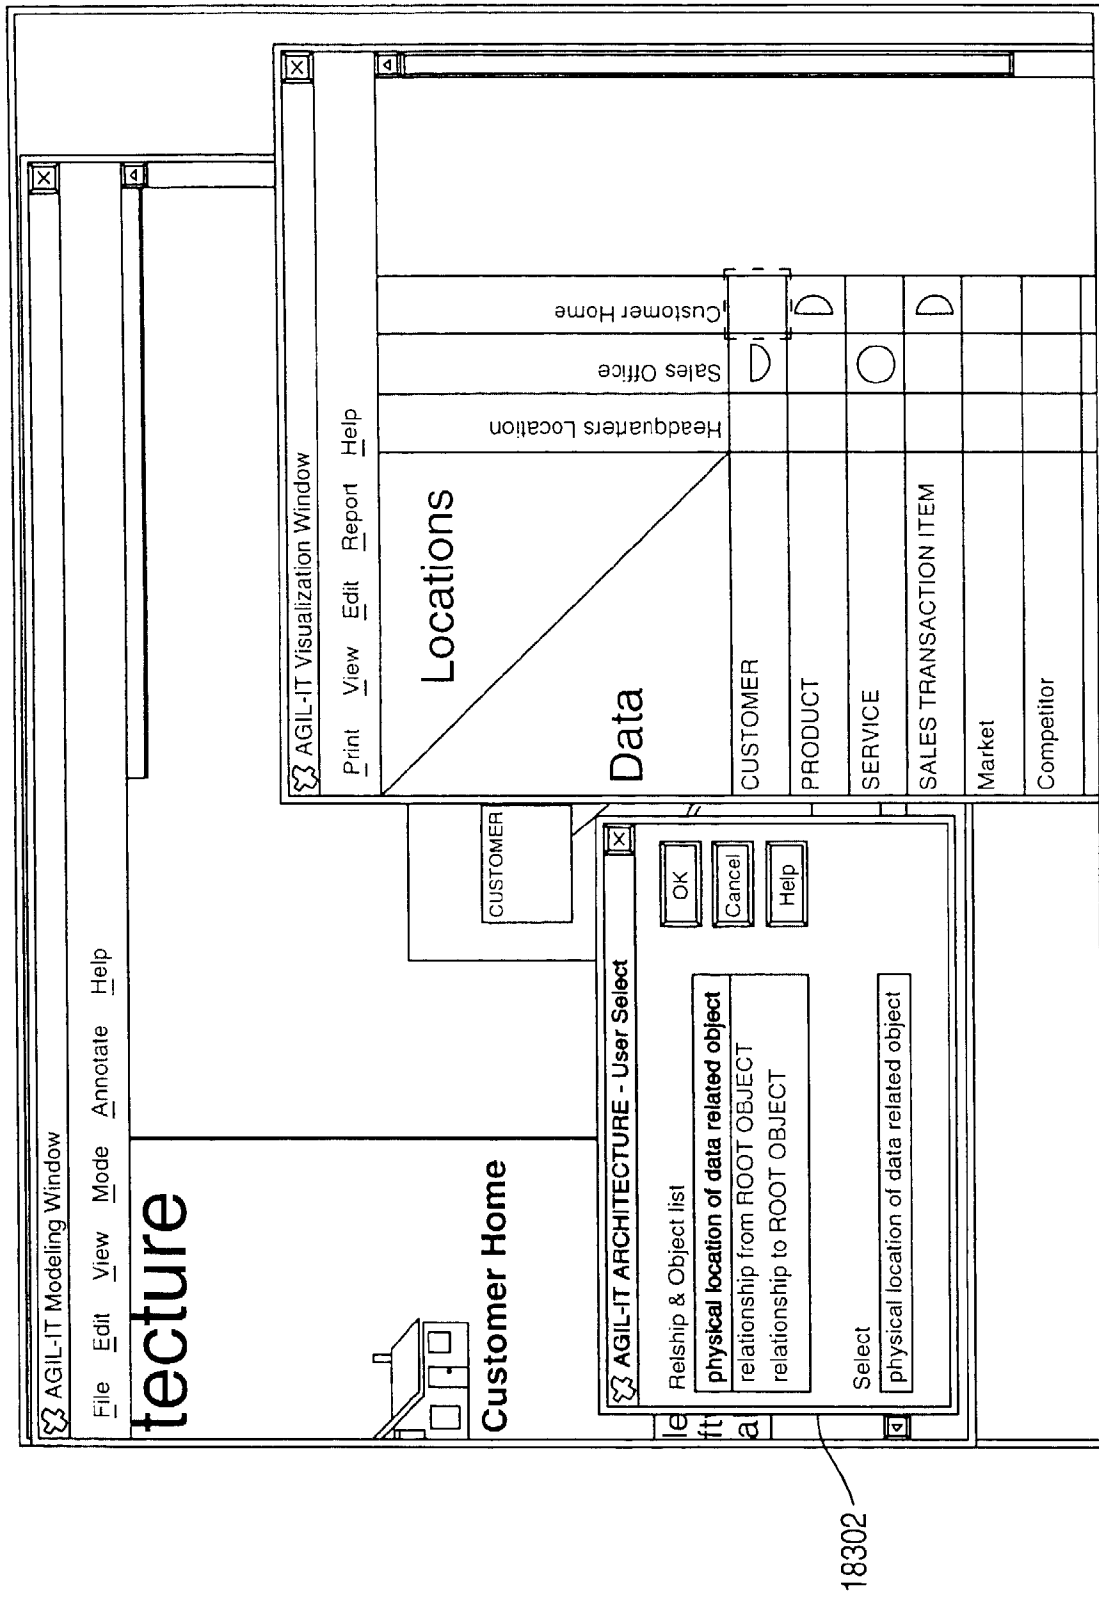 AGIL-IT Modeling Window
File Edit View Mode Annotate Help
tecture
Customer Home
CUSTOMER
le
ft
a
AGIL-IT Visualization Window
Print View Edit Report Help
Locations
Data
Headquarters Location
Sales Office
Customer Home
CUSTOMER
PRODUCT
SERVICE
SALES TRANSACTION ITEM
Market
Competitor
AGIL-IT ARCHITECTURE - User Select
Relship & Object list
physical location of data related object
relationship from ROOT OBJECT
relationship to ROOT OBJECT
Select
physical location of data related object
OK
Cancel
Help
18302